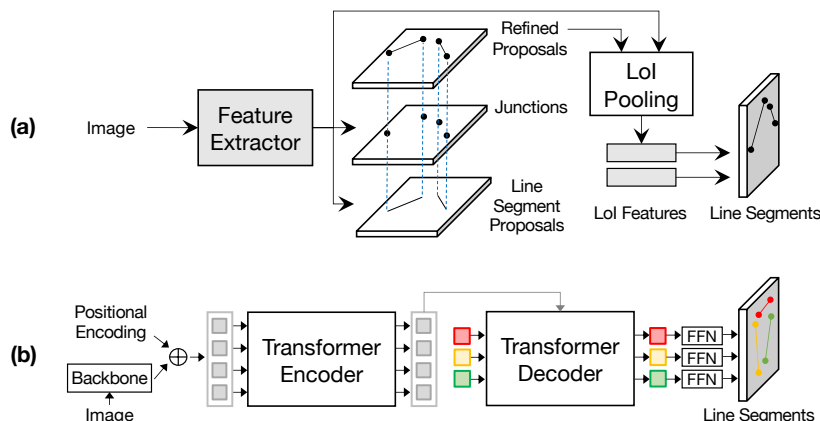 (a)
Image
Feature
Extractor
Refined
Proposals
Junctions
Line
Segment
Proposals
LoI
Pooling
LoI Features
Line Segments
(b)
Positional
Encoding
Backbone
Image
Transformer
Encoder
Transformer
Decoder
FFN
FFN
FFN
Line Segments